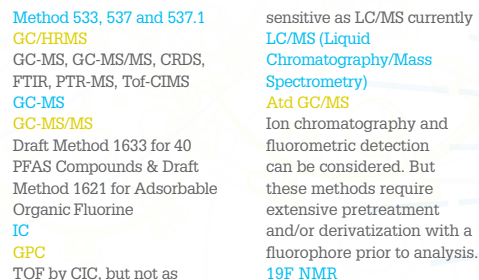 Method 533, 537 and 537.1
GC/HRMS
GC-MS, GC-MS/MS, CRDS,
FTIR, PTR-MS, Tof-CIMS
GC-MS
GC-MS/MS
Draft Method 1633 for 40
PFAS Compounds & Draft
Method 1621 for Adsorbable
Organic Fluorine
IC
GPC
TOF by CIC, but not as
sensitive as LC/MS currently
LC/MS (Liquid
Chromatography/Mass
Spectrometry)
Atd GC/MS
Ion chromatography and
fluorometric detection
can be considered. But
these methods require
extensive pretreatment
and/or derivatization with a
fluorophore prior to analysis.
19F NMR